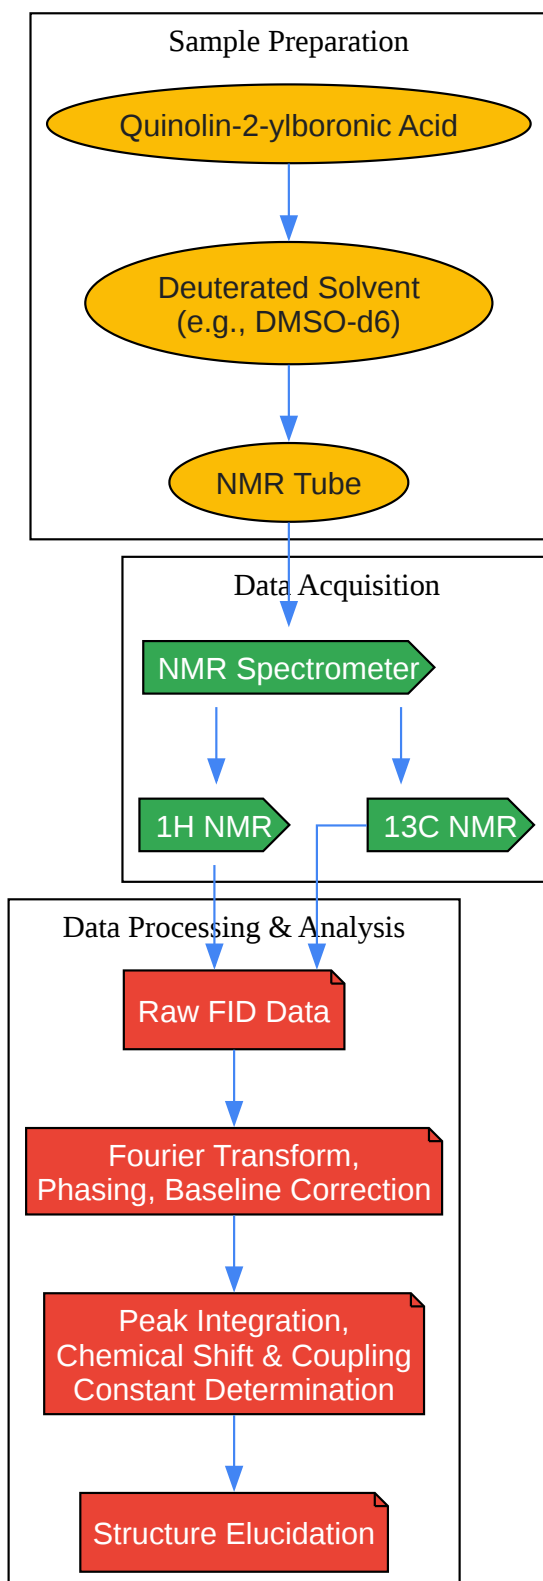 Sample Preparation
Quinolin-2-ylboronic Acid
Deuterated Solvent
(e.g., DMSO-d6)
NMR Tube
Data Acquisition
NMR Spectrometer
1H NMR
13C NMR
Data Processing & Analysis
Raw FID Data
Fourier Transform,
Phasing, Baseline Correction
Peak Integration,
Chemical Shift & Coupling
Constant Determination
Structure Elucidation